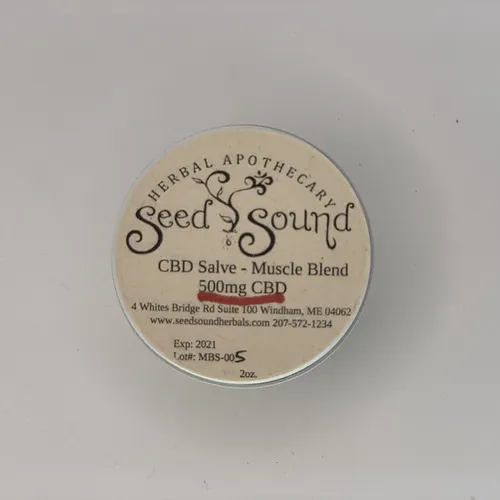 HERBAL APOTHECARY
Seed Sound
CBD Salve - Muscle Blend
500mg CBD
4 Whites Bridge Rd Suite 100 Windham, ME 04062
www.seedsoundherbals.com 207-572-1234
Exp: 2021
Lot#: MBS-005
2oz.